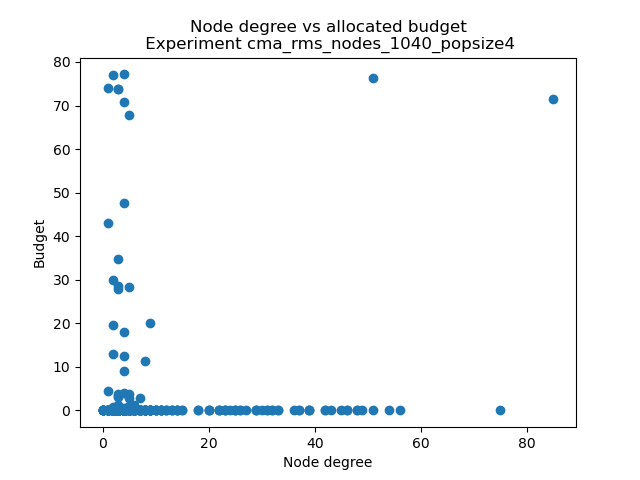 Node degree vs allocated budget
Experiment cma_rms_nodes_1040_popsize4
80
70
60
50
40
30
20
10
0
Budget
0 20 40 60 80
Node degree